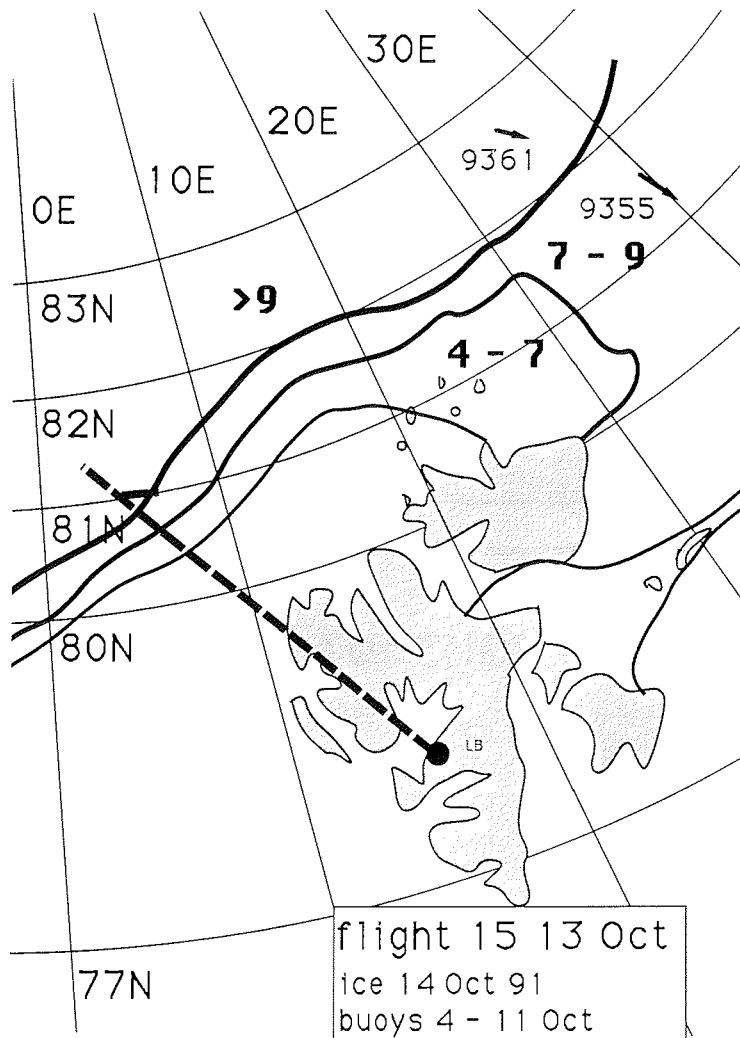 30E
20E
9361
10E
9355
0E
7 - 9
>9
83N
4 - 7
82N
81N
80N
LB
flight 15 13 Oct
ice 14 Oct 91
77N
buoys 4 - 11 Oct